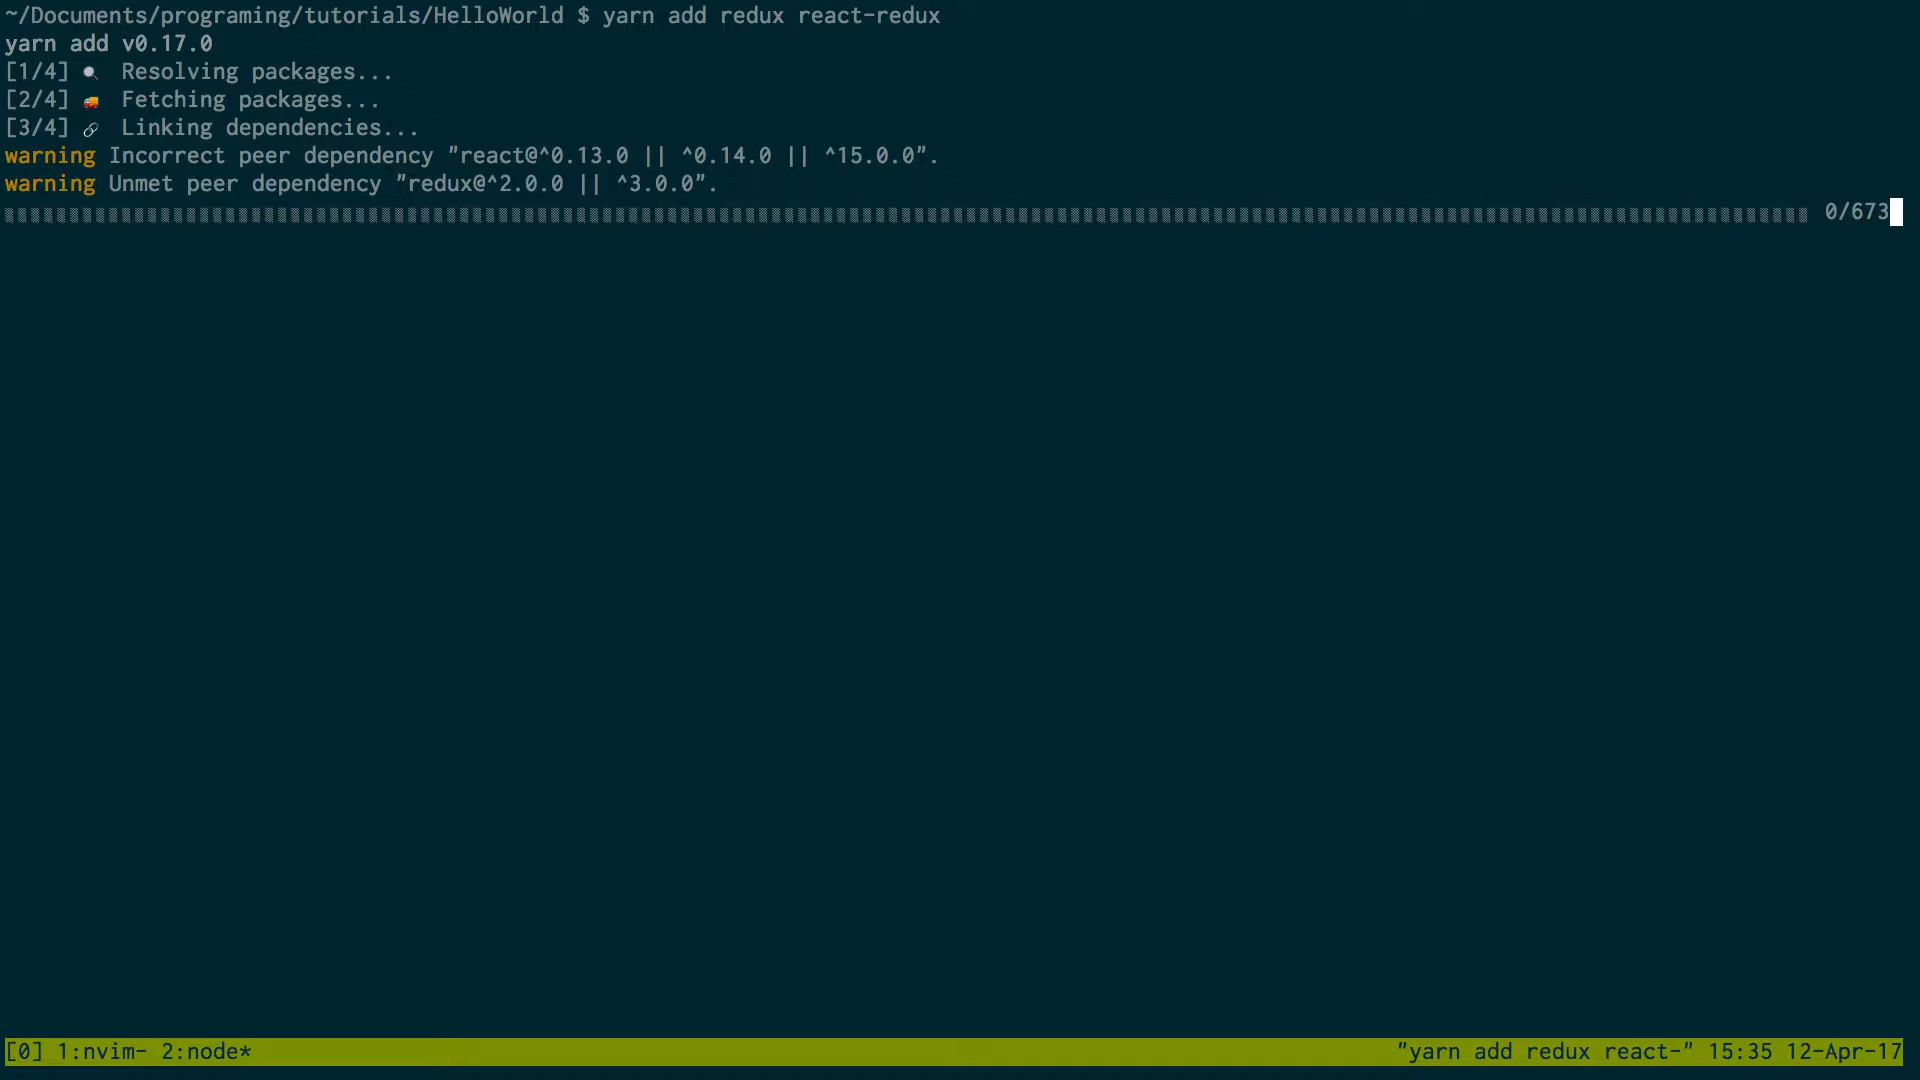 ~/Documents/programing/tutorials/HelloWorld $ yarn add redux react-redux
yarn add v0.17.0
[1/4] 🔍  Resolving packages...
[2/4] 🚚  Fetching packages...
[3/4] 🔗  Linking dependencies...
warning Incorrect peer dependency "react@^0.13.0 || ^0.14.0 || ^15.0.0".
warning Unmet peer dependency "redux@^2.0.0 || ^3.0.0".
0/673
[0] 1:nvim- 2:node* "yarn add redux react-" 15:35 12-Apr-17